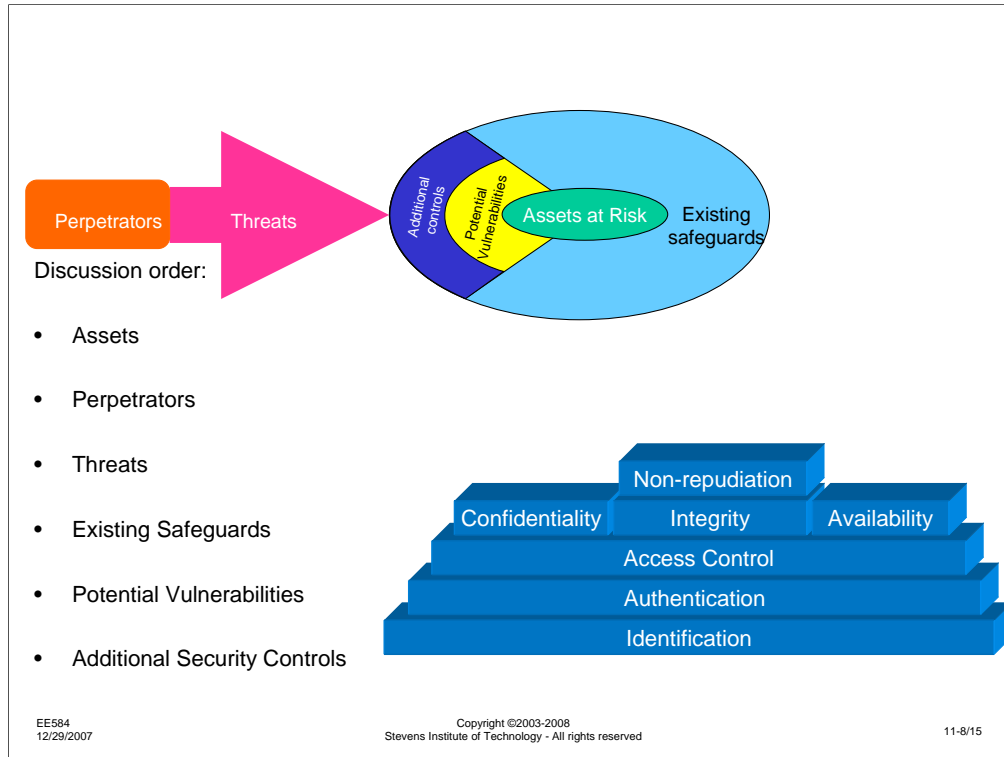 Perpetrators
Threats
Additional
controls
Potential
Vulnerabilities
Assets at Risk
Existing
safeguards
Discussion order:
• Assets
• Perpetrators
• Threats
• Existing Safeguards
• Potential Vulnerabilities
• Additional Security Controls
Non-repudiation
Confidentiality
Integrity
Availability
Access Control
Authentication
Identification
EE584
12/29/2007
Copyright ©2003-2008
Stevens Institute of Technology - All rights reserved
11-8/15